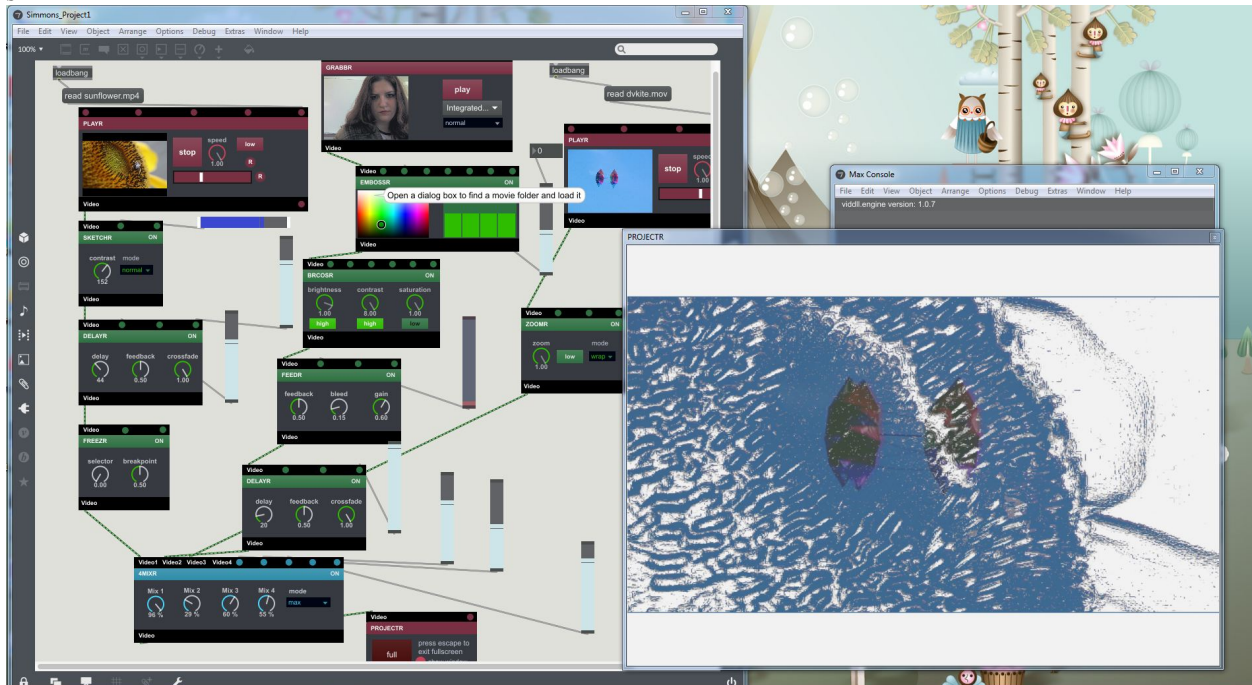 Simmons_Project1
File Edit View Object Arrange Options Debug Extras Window Help
100%
loadbang
read sunflower.mp4
PLAYR
stop
speed
1.00
low
R
R
Video
GRABBR
play
Integrated...
normal
Video
loadbang
read dvkite.mov
PLAYR
stop
speed
1.00
Video
0
Video
EMBOSSR ON
Open a dialog box to find a movie folder and load it
Video
Video
SKETCHR ON
contrast mode
152 normal
Video
Video
BRCOSR ON
brightness contrast saturation
1.00 8.00 1.00
high high low
Video
Video
DELAYR ON
delay feedback crossfade
44 0.50 1.00
Video
Video
ZOOMR ON
zoom mode
1.00 low wrap
Video
Video
FEEDR ON
feedback bleed gain
0.50 0.15 0.60
Video
Video
FREEZR ON
selector breakpoint
0.00 0.50
Video
Video
DELAYR ON
delay feedback crossfade
20 0.50 1.00
Video
Video1 Video2 Video3 Video4
4MIXR ON
Mix 1 Mix 2 Mix 3 Mix 4 mode
96 % 29 % 60 % 55 % max
Video
Video
PROJECTR
full
press escape to
exit fullscreen
Max Console
File Edit View Object Arrange Options Debug Extras Window Help
viddll.engine version: 1.0.7
PROJECTR